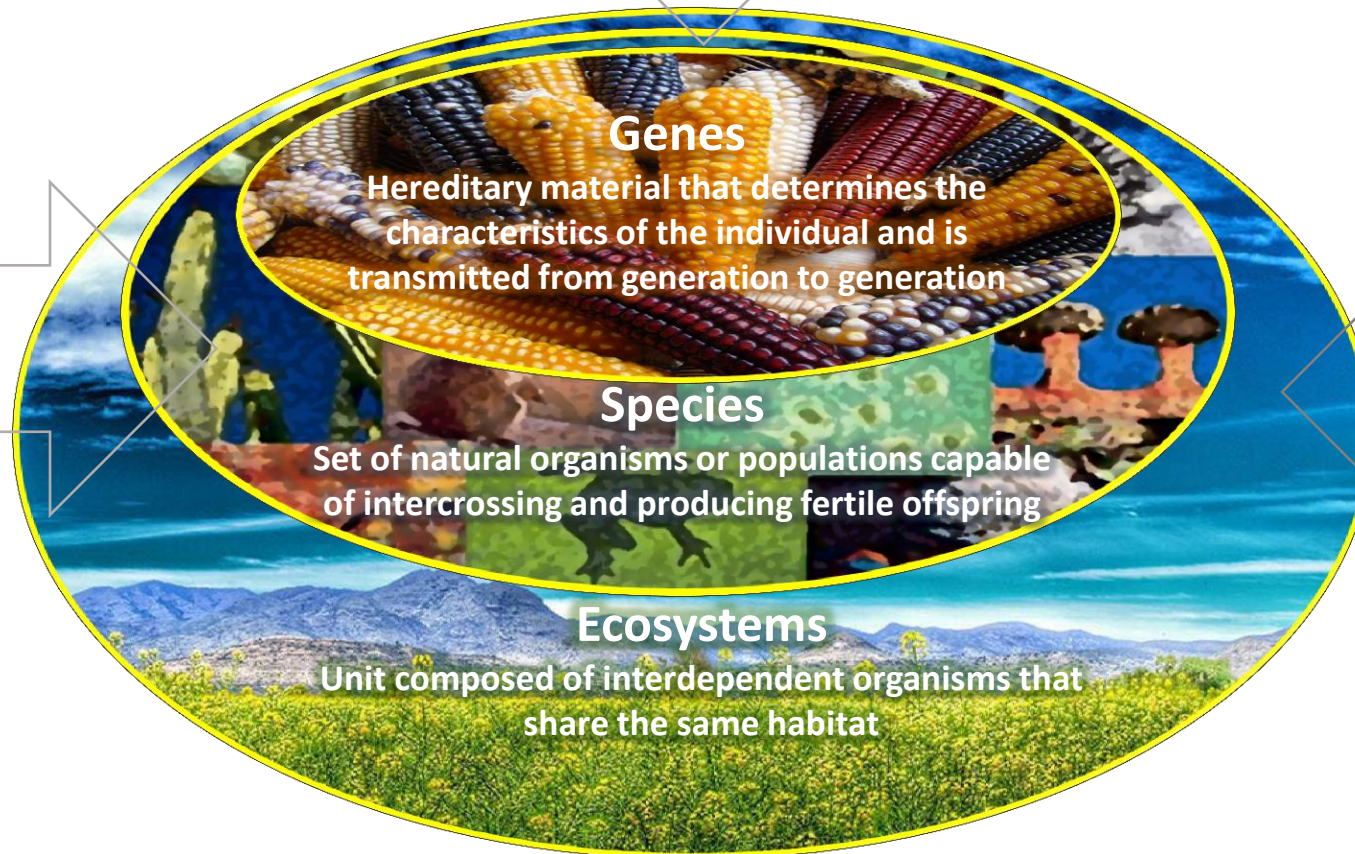 Genes
Hereditary material that determines the
characteristics of the individual and is
transmitted from generation to generation
Species
Set of natural organisms or populations capable
of intercrossing and producing fertile offspring
Ecosystems
Unit composed of interdependent organisms that
share the same habitat